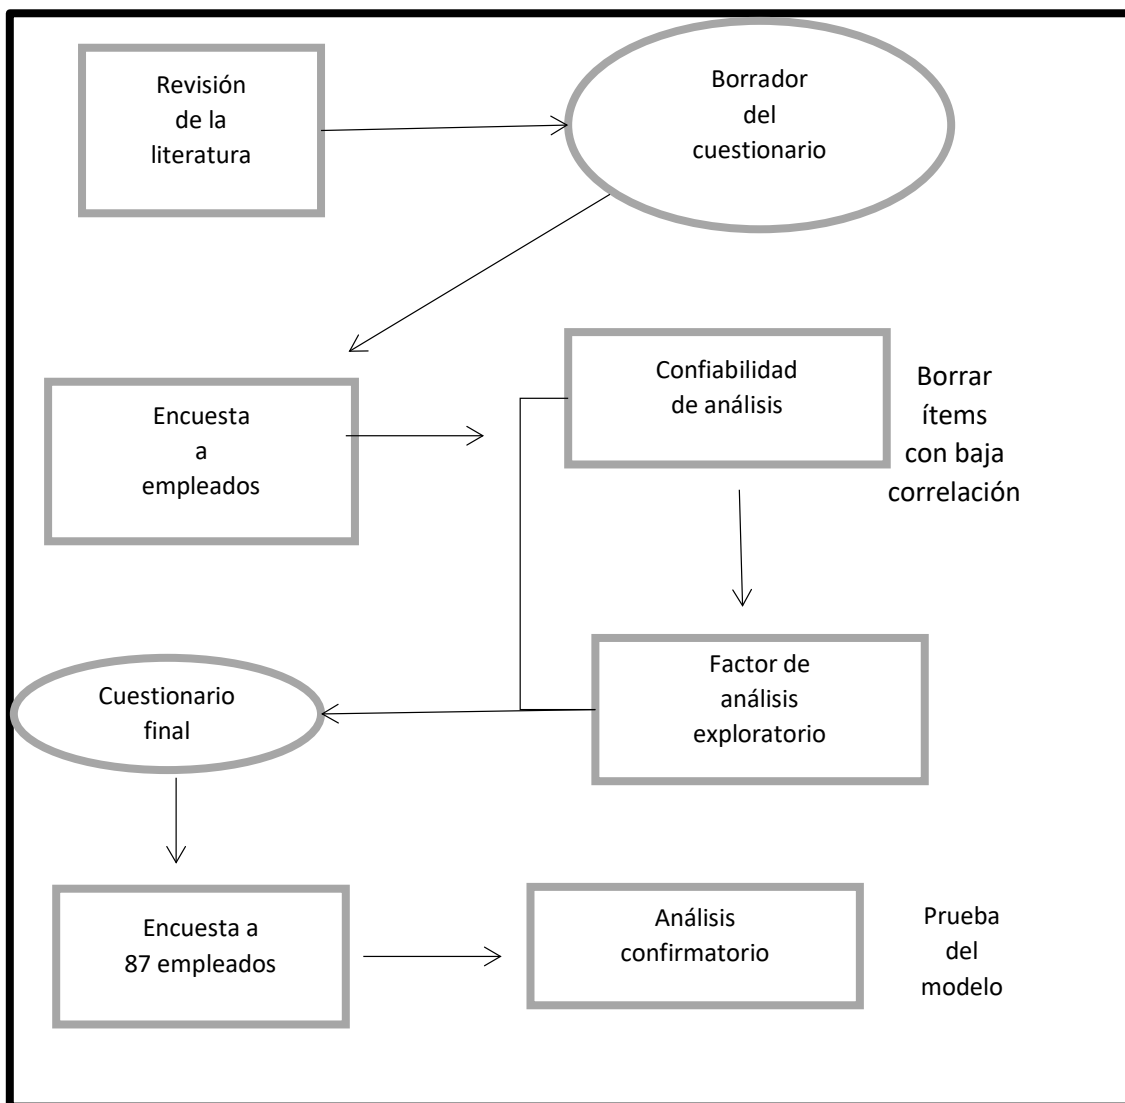 Revisión
de la
literatura
Borrador
del
cuestionario
Encuesta
a
empleados
Confiabilidad
de análisis
Borrar
ítems
con baja
correlación
Factor de
análisis
exploratorio
Cuestionario
final
Encuesta a
87 empleados
Análisis
confirmatorio
Prueba
del
modelo